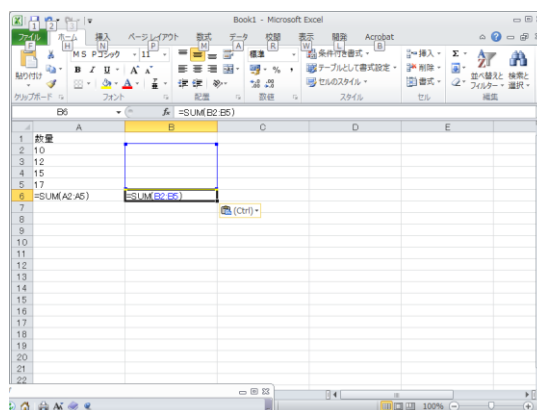 Book1 - Microsoft Excel
1 2 3
ファイル ホーム 挿入 ページ レイアウト 数式 データ 校閲 表示 開発 Acrobat
F H N P M A R W L B
貼り付け
クリップボード
MS Pゴシック 11
B I U
フォント
配置
標準
% ,
数値
条件付き書式
テーブルとして書式設定
セルのスタイル
スタイル
挿入
削除
書式
セル
Σ
並べ替えと
フィルター
検索と
選択
編集
B6 fx =SUM(B2:B5)
A B C D E
1 数量
2 10
3 12
4 15
5 17
6 =SUM(A2:A5) =SUM(B2:B5)
7 (Ctrl)
8
9
10
11
12
13
14
15
16
17
18
19
20
21
22
100%